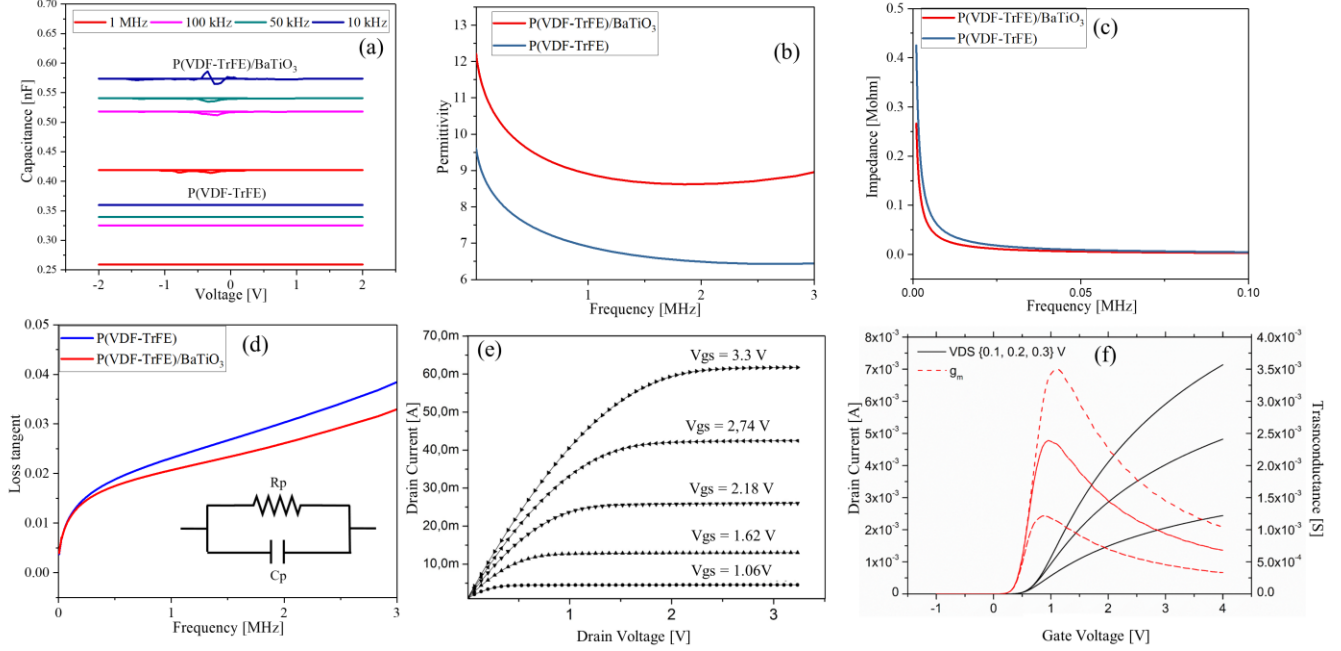 1 MHz 100 kHz 50 kHz 10 kHz
(a)
P(VDF-TrFE)/BaTiO₃
P(VDF-TrFE)
Capacitance [nF]
0.70
0.65
0.60
0.55
0.50
0.45
0.40
0.35
0.30
0.25
-2 -1 0 1 2
Voltage [V]
P(VDF-TrFE)/BaTiO₃
P(VDF-TrFE)
(b)
Permittivity
13
12
11
10
9
8
7
6
1 2 3
Frequency [MHz]
P(VDF-TrFE)/BaTiO₃
P(VDF-TrFE)
(c)
Impedance [Mohm]
0.5
0.4
0.3
0.2
0.1
0.0
0.00 0.05 0.10
Frequency [MHz]
P(VDF-TrFE)
P(VDF-TrFE)/BaTiO₃
(d)
Loss tangent
0.05
0.04
0.03
0.02
0.01
0.00
Rp
Cp
0 1 2 3
Frequency [MHz]
(e)
Drain Current [A]
70,0m
60,0m
50,0m
40,0m
30,0m
20,0m
10,0m
Vgs = 3.3 V
Vgs = 2,74 V
Vgs = 2.18 V
Vgs = 1.62 V
Vgs = 1.06V
1.0 2.0 3.0
Drain Voltage [V]
VDS {0.1, 0.2, 0.3} V
gₘ
(f)
Drain Current [A]
8x10⁻³
7x10⁻³
6x10⁻³
5x10⁻³
4x10⁻³
3x10⁻³
2x10⁻³
1x10⁻³
0
4.0x10⁻³
3.5x10⁻³
3.0x10⁻³
2.5x10⁻³
2.0x10⁻³
1.5x10⁻³
1.0x10⁻³
5.0x10⁻⁴
0.0
Trasnconductance [S]
-1 0 1 2 3 4
Gate Voltage [V]